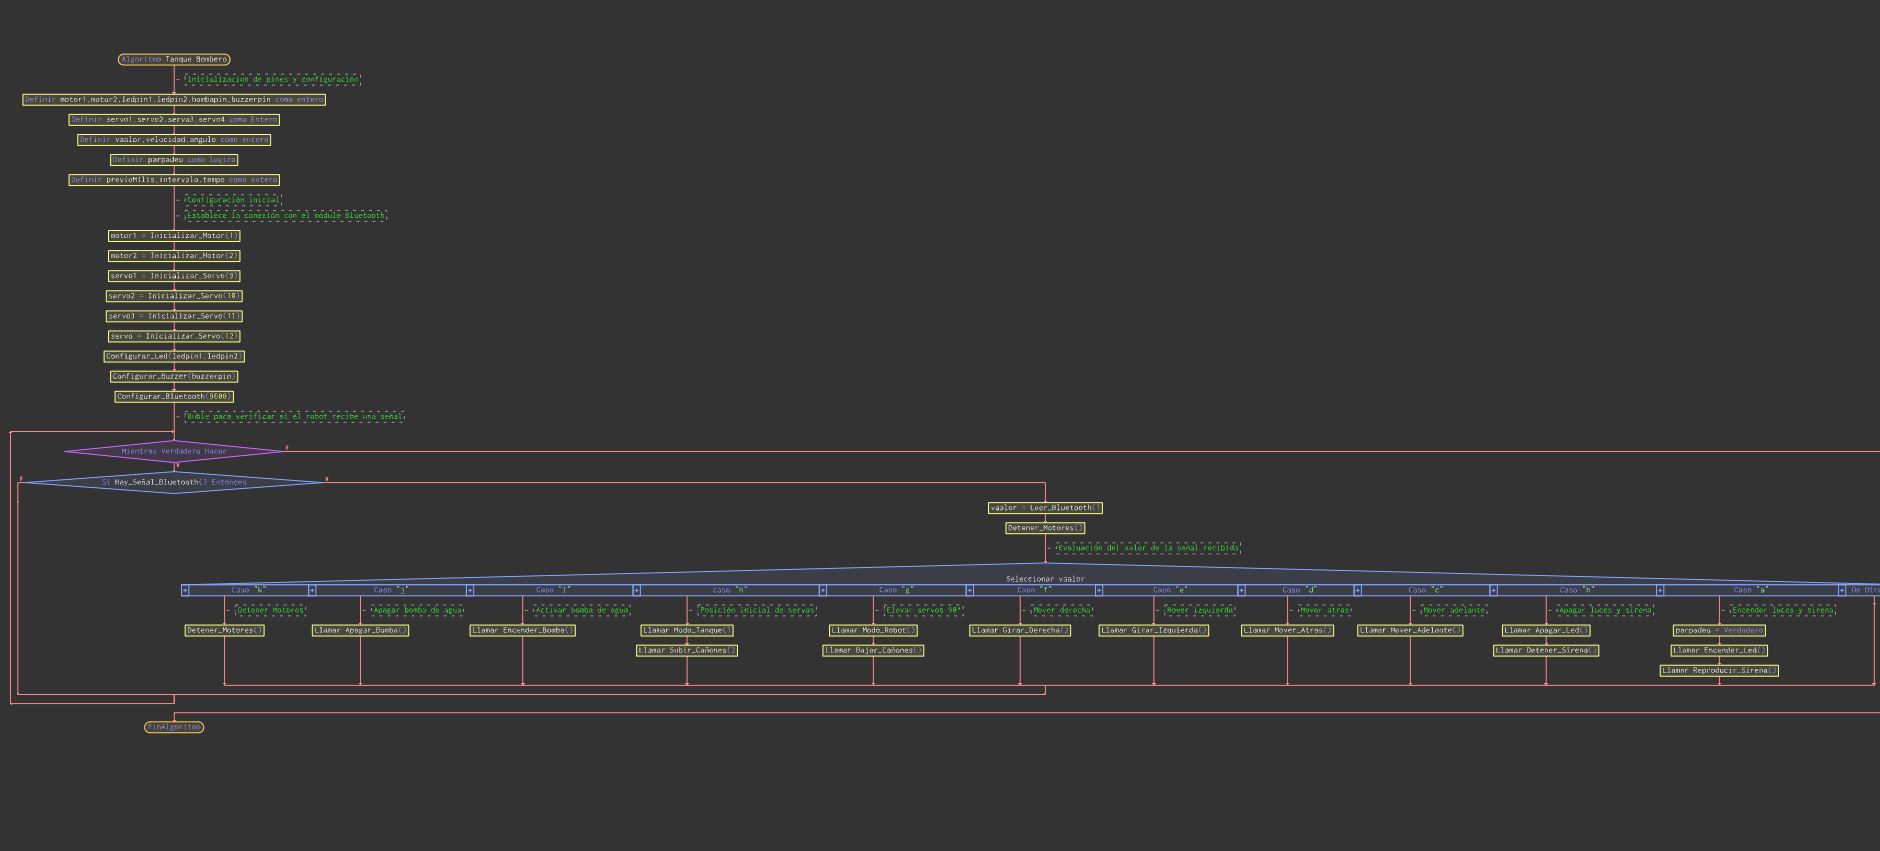 Algoritmo Tanque Bombero
Inicialización de pines y configuración
Definir motor1,motor2,ledpin1,ledpin2,bombapin,buzzerpin como entero
Definir servo1,servo2,servo3,servo4 como Entero
Definir vaalor,velocidad,angulo como entero
Definir parpadeo como logico
Definir previoMilis,intervalo,tempo como entero
Configuración inicial
Establece la conexión con el módulo Bluetooth
motor1 = Inicializar_Motor(1)
motor2 = Inicializar_Motor(2)
servo1 = Inicializar_Servo(9)
servo2 = Inicializar_Servo(10)
servo3 = Inicializar_Servo(11)
servo = Inicializar_Servo(12)
Configurar_Led(ledpin1,ledpin2)
Configurar_Buzzer(buzzerpin)
Configurar_Bluetooth(9600)
Buble para verificar si el robot recibe una señal
Mientras Verdadero Hacer
F
V
Si Hay_Señal_Bluetooth() Entonces
F
V
vaalor = Leer_Bluetooth()
Detener_Motores()
Evaluación del valor de la señal recibida
Seleccionar vaalor
Caso "k"
Caso "j"
Caso "i"
caso "h"
Caso "g"
Caso "f"
Caso "e"
Caso "d"
Caso "c"
Caso "b"
Caso "a"
De Otro
Detener Motores
Apagar bomba de agua
Activar bomba de agua
Posición inicial de servos
Elevar servos 90°
Mover derecha
Mover izquierda
Mover atras
Mover adelante
Apagar luces y sirena
Encender luces y sirena
Detener_Motores()
Llamar Apagar_Bomba()
Llamar Encender_Bomba()
Llamar Modo_Tanque()
Llamar Modo_Robot()
Llamar Girar_Derecha()
Llamar Girar_Izquierda()
Llamar Mover_Atras()
Llamar Mover_Adelante()
Llamar Apagar_Led()
parpadeo = Verdadero
Llamar Subir_Cañones()
Llamar Bajar_Cañones()
Llamar Detener_Sirena()
Llamar Encender_Led()
Llamar Reproducir_Sirena()
FinAlgoritmo